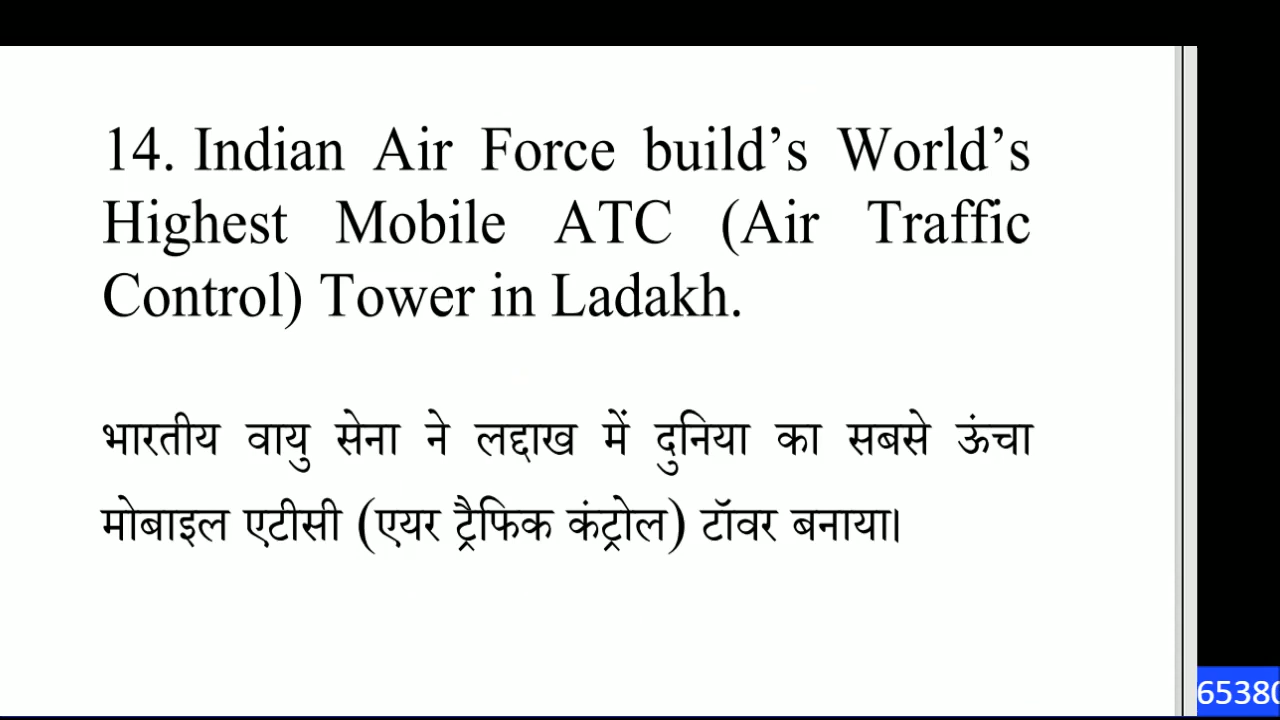 14. Indian Air Force build’s World’s
Highest Mobile ATC (Air Traffic
Control) Tower in Ladakh.
भारतीय वायु सेना ने लद्दाख में दुनिया का सबसे ऊंचा
मोबाइल एटीसी (एयर ट्रैफिक कंट्रोल) टॉवर बनाया।
65380